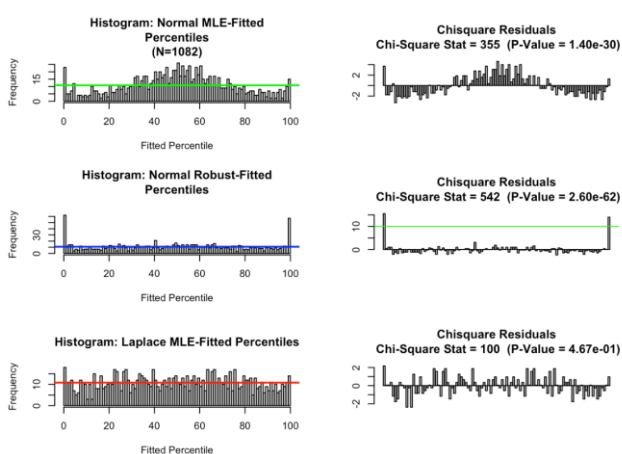 Histogram: Normal MLE-Fitted
Percentiles
(N=1082)
Frequency
0 15
0 20 40 60 80 100
Fitted Percentile
Chisquare Residuals
Chi-Square Stat = 355 (P-Value = 1.40e-30)
-2 2
Histogram: Normal Robust-Fitted
Percentiles
Frequency
0 30
0 20 40 60 80 100
Fitted Percentile
Chisquare Residuals
Chi-Square Stat = 542 (P-Value = 2.60e-62)
0 10
Histogram: Laplace MLE-Fitted Percentiles
Frequency
0 10
0 20 40 60 80 100
Fitted Percentile
Chisquare Residuals
Chi-Square Stat = 100 (P-Value = 4.67e-01)
-2 0 2